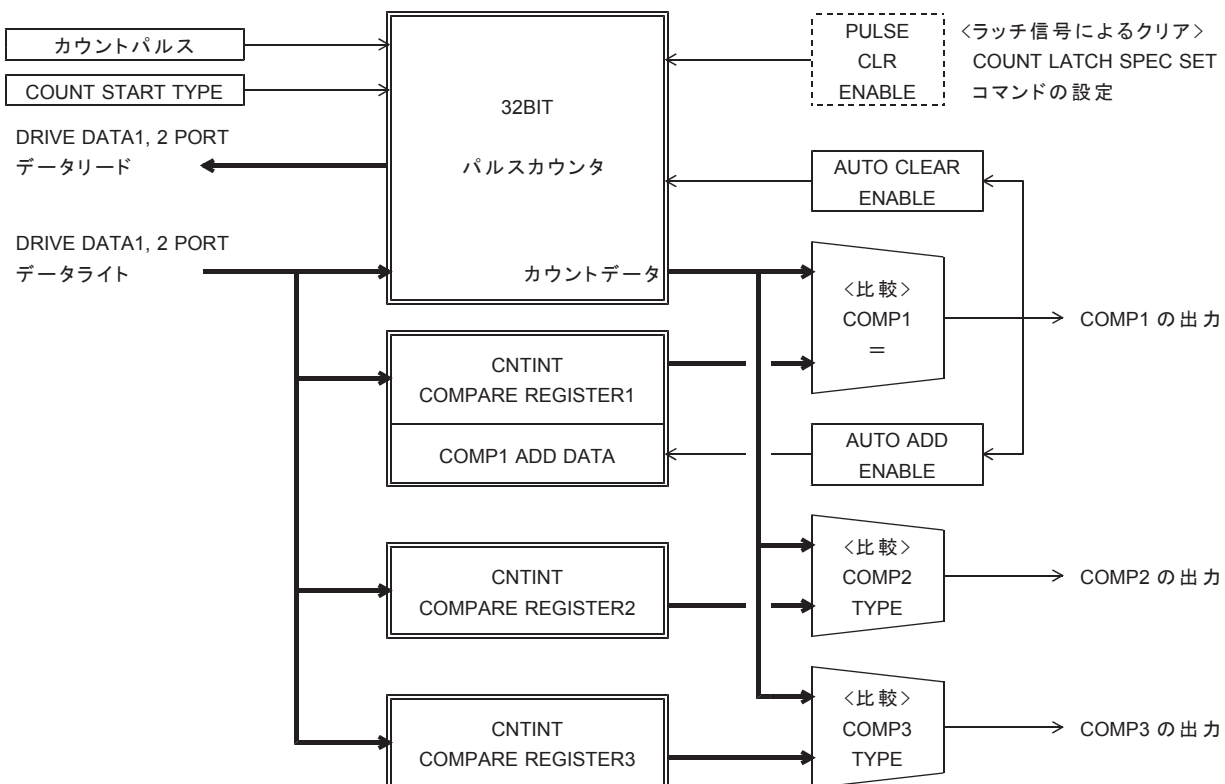 カウントパルス
COUNT START TYPE
DRIVE DATA1, 2 PORT
データリード
DRIVE DATA1, 2 PORT
データライト
32BIT
パルスカウンタ
カウントデータ
PULSE
CLR
ENABLE
<ラッチ信号によるクリア>
COUNT LATCH SPEC SET
コマンドの設定
AUTO CLEAR
ENABLE
<比較>
COMP1
＝
COMP1 の出力
CNTINT
COMPARE REGISTER1
COMP1 ADD DATA
AUTO ADD
ENABLE
CNTINT
COMPARE REGISTER2
<比較>
COMP2
TYPE
COMP2 の出力
CNTINT
COMPARE REGISTER3
<比較>
COMP3
TYPE
COMP3 の出力